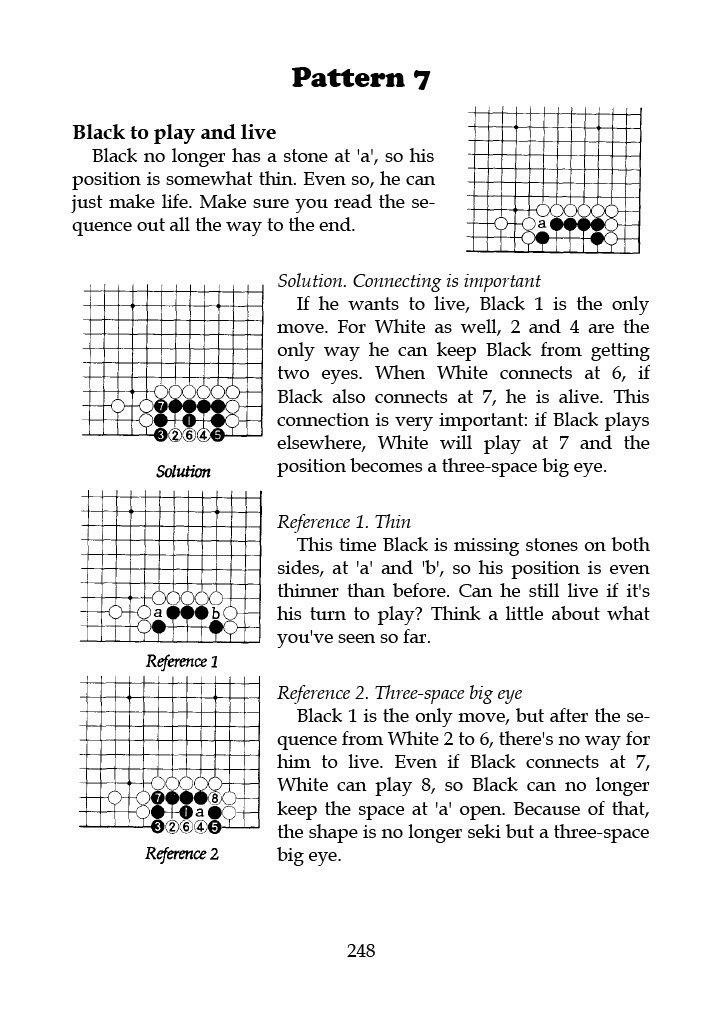 Pattern 7
Black to play and live
Black no longer has a stone at 'a', so his
position is somewhat thin. Even so, he can
just make life. Make sure you read the se-
quence out all the way to the end.
a
Solution. Connecting is important
If he wants to live, Black 1 is the only
move. For White as well, 2 and 4 are the
only way he can keep Black from getting
two eyes. When White connects at 6, if
Black also connects at 7, he is alive. This
connection is very important: if Black plays
elsewhere, White will play at 7 and the
position becomes a three-space big eye.
7
1
3 2 6 4 5
Solution
Reference 1. Thin
This time Black is missing stones on both
sides, at 'a' and 'b', so his position is even
thinner than before. Can he still live if it's
his turn to play? Think a little about what
you've seen so far.
a b
Reference 1
Reference 2. Three-space big eye
Black 1 is the only move, but after the se-
quence from White 2 to 6, there's no way for
him to live. Even if Black connects at 7,
White can play 8, so Black can no longer
keep the space at 'a' open. Because of that,
the shape is no longer seki but a three-space
big eye.
7 8
1 a
3 2 6 4 5
Reference 2
248